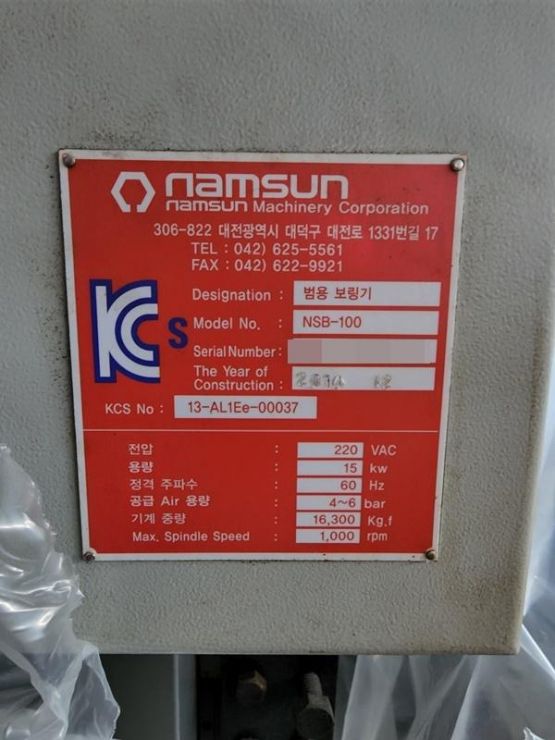 namsun
namsun Machinery Corporation
306-822 대전광역시 대덕구 대전로 1331번길 17
TEL : 042) 625-5561
FAX : 042) 622-9921
KCs
Designation : 범용 보링기
Model No. : NSB-100
Serial Number :
The Year of
Construction :
KCS No : 13-AL1Ee-00037
전압 : 220 VAC
용량 : 15 kw
정격 주파수 : 60 Hz
공급 Air 용량 : 4~6 bar
기계 중량 : 16,300 Kg.f
Max. Spindle Speed : 1,000 rpm